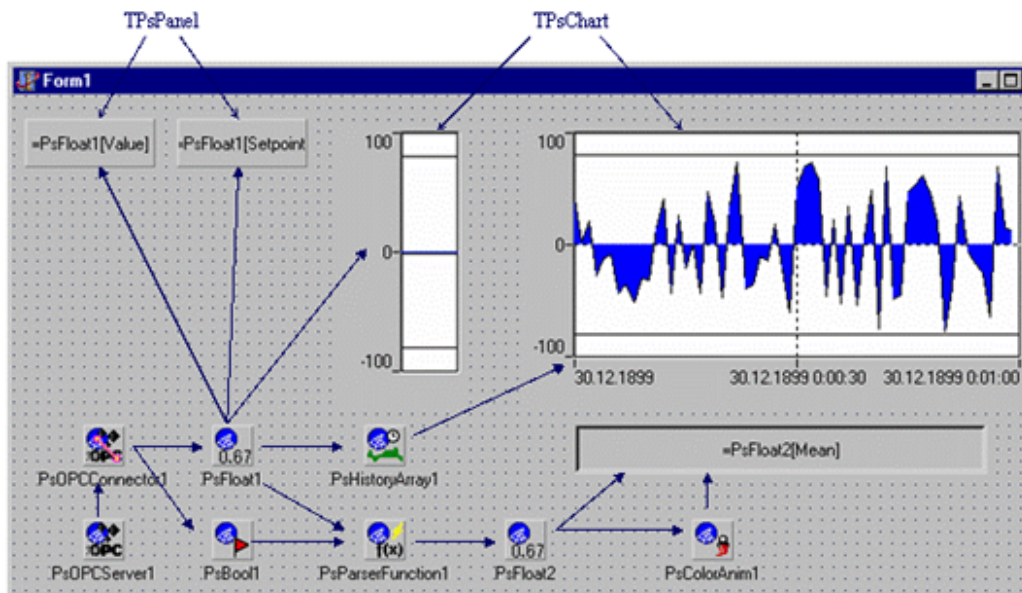 TPsPanel
TPsChart
Form1
=PsFloat1[Value]
=PsFloat1[Setpoint
100
0
-100
100
0
-100
30.12.1899
30.12.1899 0:00:30
30.12.1899 0:01:00
=PsFloat2[Mean]
OPC
0.67
PsOPCConnector1
PsFloat1
PsHistoryArray1
OPC
f(x)
0.67
PsOPCServer1
PsBool1
PsParserFunction1
PsFloat2
PsColorAnim1